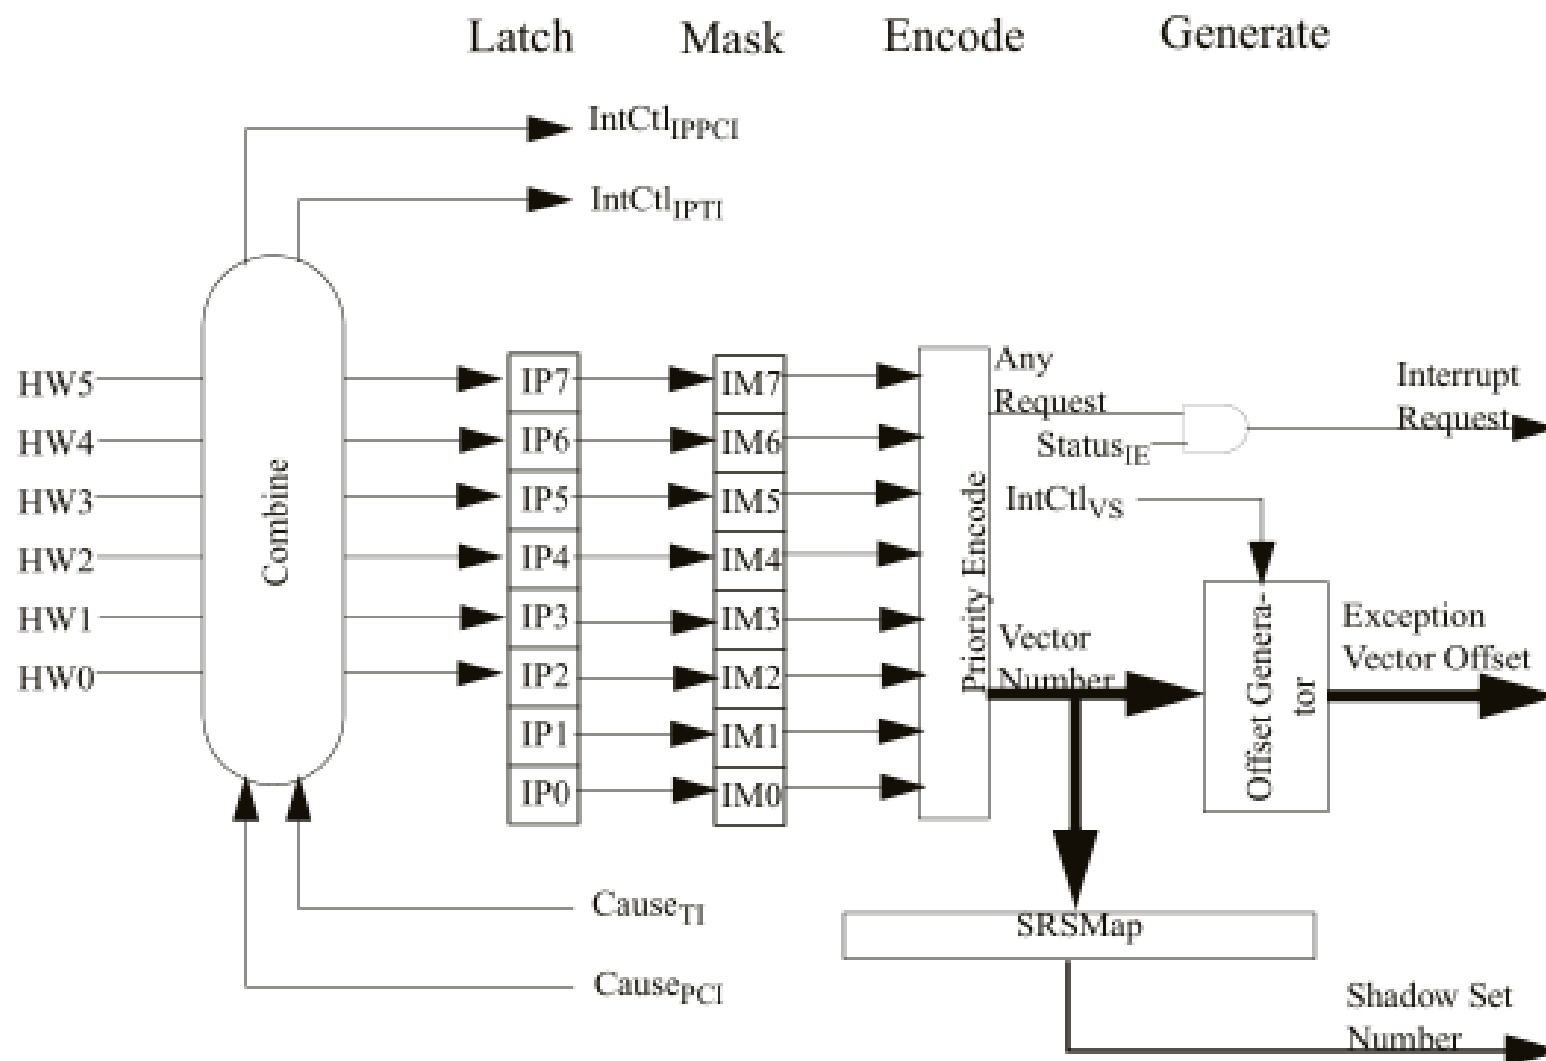 Latch Mask Encode Generate
IntCtlIPPCI
IntCtlIPTI
HW5
HW4
HW3
HW2
HW1
HW0
Combine
IP7
IP6
IP5
IP4
IP3
IP2
IP1
IP0
IM7
IM6
IM5
IM4
IM3
IM2
IM1
IM0
Priority Encode
Any
Request
StatusIE
IntCtlVS
Vector
Number
Offset Genera-
tor
Interrupt
Request
Exception
Vector Offset
CauseTI
CausePCI
SRSMap
Shadow Set
Number